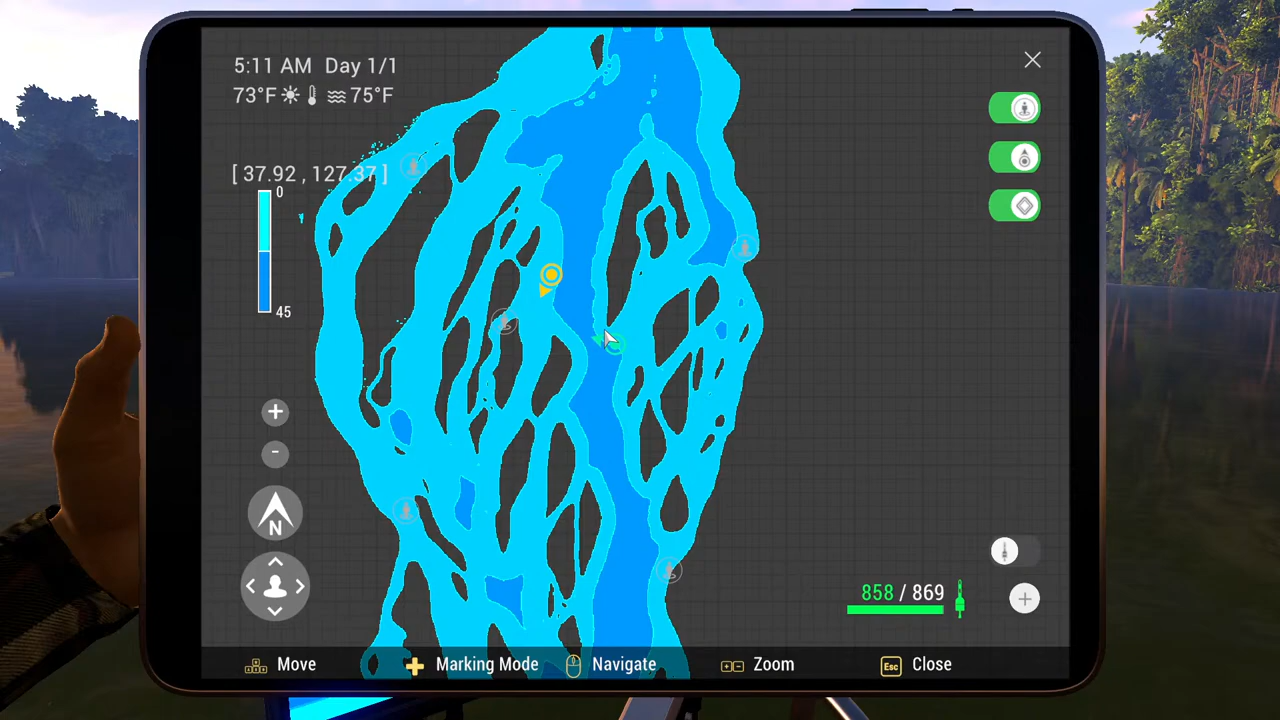 5:11 AM Day 1/1
73°F 75°F
[ 37.92 , 127.37 ]
0
45
+
-
N
858 / 869
+
Move
Marking Mode
Navigate
Zoom
Esc Close